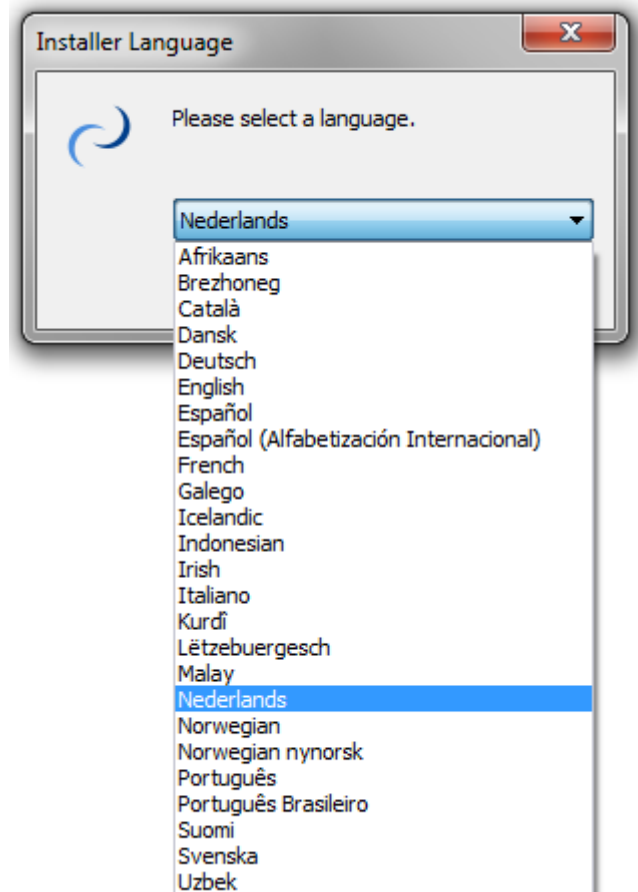 Installer Language
Please select a language.
Nederlands
Afrikaans
Brezhoneg
Català
Dansk
Deutsch
English
Español
Español (Alfabetización Internacional)
French
Galego
Icelandic
Indonesian
Irish
Italiano
Kurdî
Lëtzebuergesch
Malay
Nederlands
Norwegian
Norwegian nynorsk
Português
Português Brasileiro
Suomi
Svenska
Uzbek